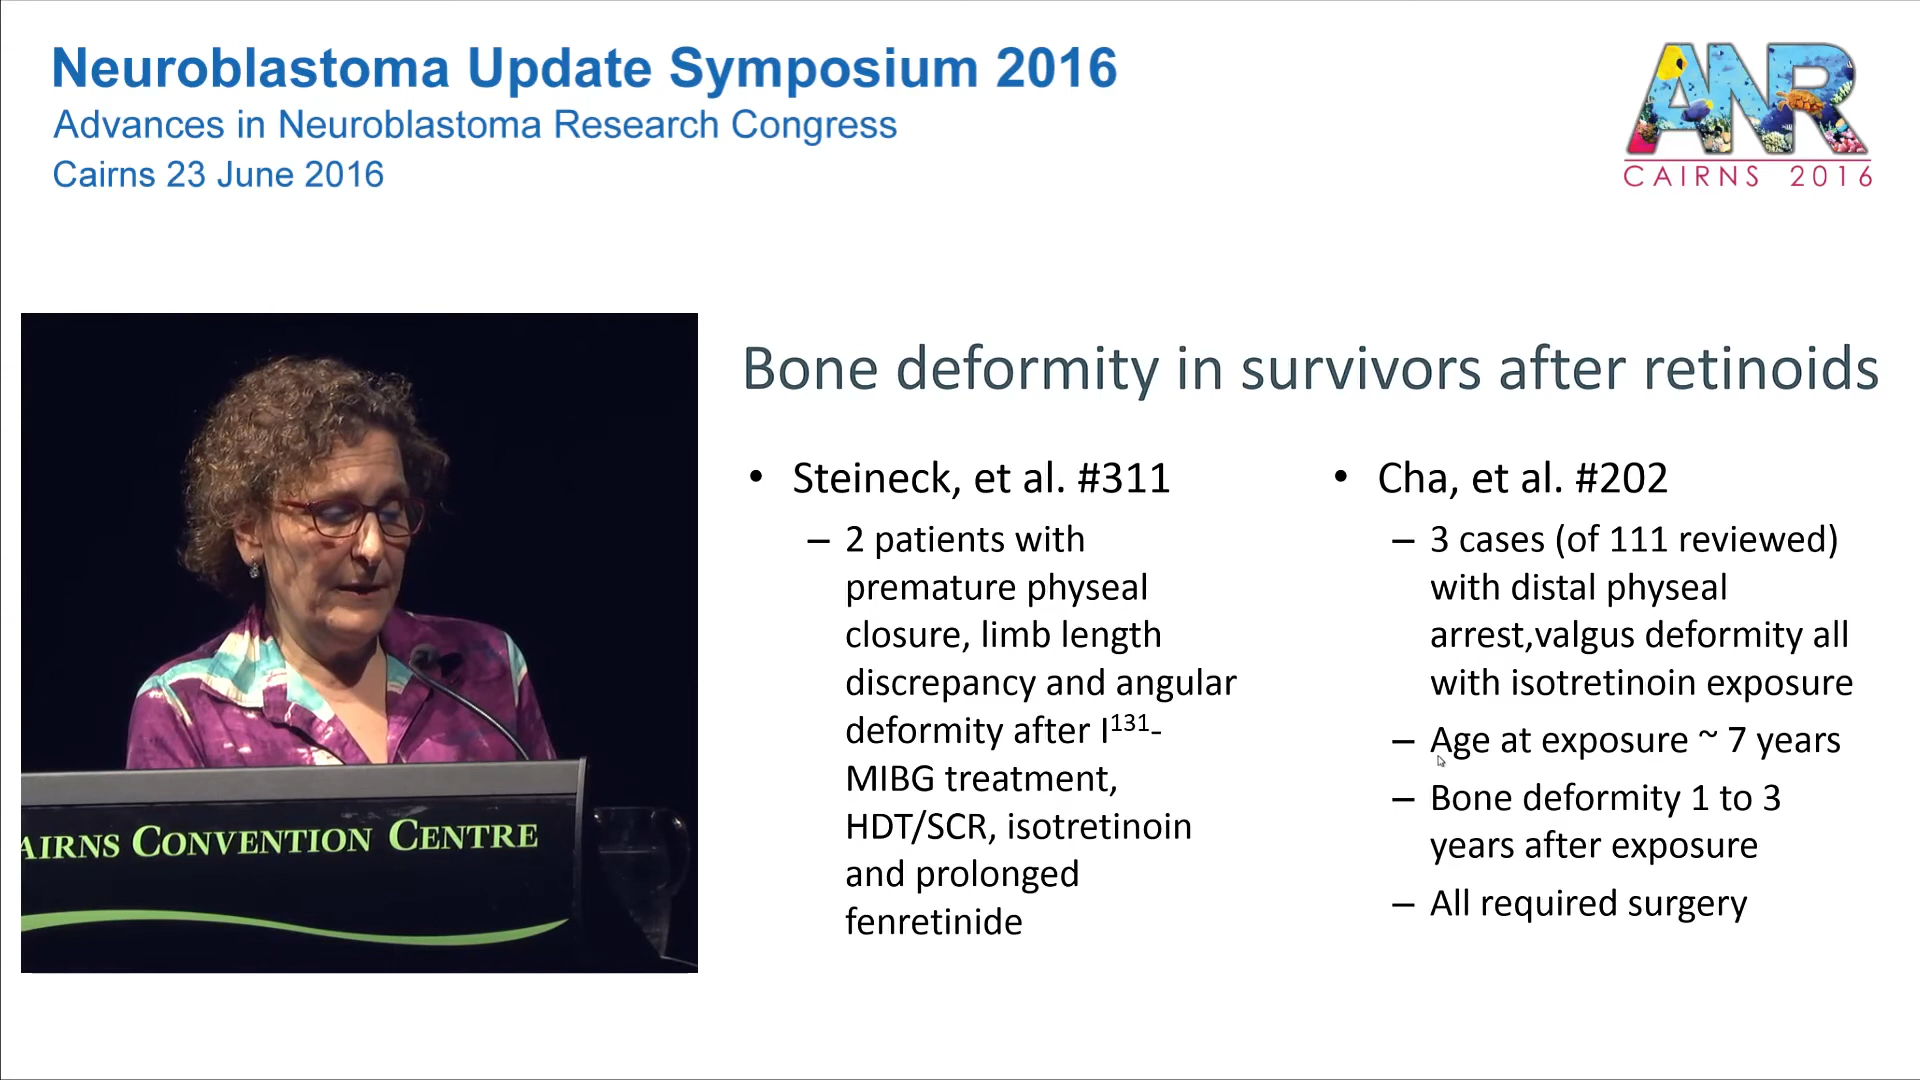 Neuroblastoma Update Symposium 2016
Advances in Neuroblastoma Research Congress
Cairns 23 June 2016
ANR
CAIRNS 2016
Bone deformity in survivors after retinoids
• Steineck, et al. #311
– 2 patients with
premature physeal
closure, limb length
discrepancy and angular
deformity after I¹³¹-
MIBG treatment,
HDT/SCR, isotretinoin
and prolonged
fenretinide
• Cha, et al. #202
– 3 cases (of 111 reviewed)
with distal physeal
arrest,valgus deformity all
with isotretinoin exposure
– Age at exposure ~ 7 years
– Bone deformity 1 to 3
years after exposure
– All required surgery
AIRNS CONVENTION CENTRE